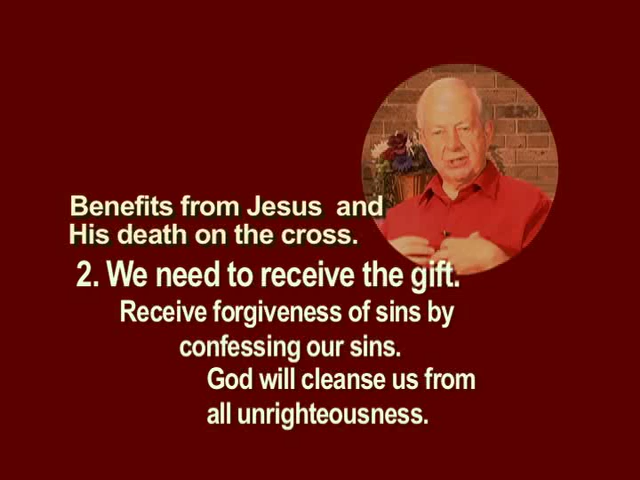 Benefits from Jesus and
His death on the cross.
2. We need to receive the gift.
Receive forgiveness of sins by
confessing our sins.
God will cleanse us from
all unrighteousness.